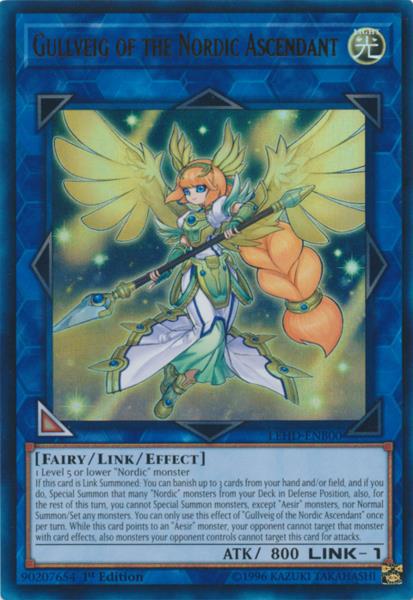 GULLVEIG OF THE NORDIC ASCENDANT
LIGHT
光
LEHD-ENB00
[FAIRY/LINK/EFFECT]
1 Level 5 or lower "Nordic" monster
If this card is Link Summoned: You can banish up to 3 cards from your hand and/or field, and if you
do, Special Summon that many "Nordic" monsters from your Deck in Defense Position, also, for
the rest of this turn, you cannot Special Summon monsters, except "Aesir" monsters, nor Normal
Summon/Set any monsters. You can only use this effect of "Gullveig of the Nordic Ascendant" once
per turn. While this card points to an "Aesir" monster, your opponent cannot target that monster
with card effects, also monsters your opponent controls cannot target this card for attacks.
ATK/ 800 LINK-1
90207654 1st Edition ©1996 KAZUKI TAKAHASHI